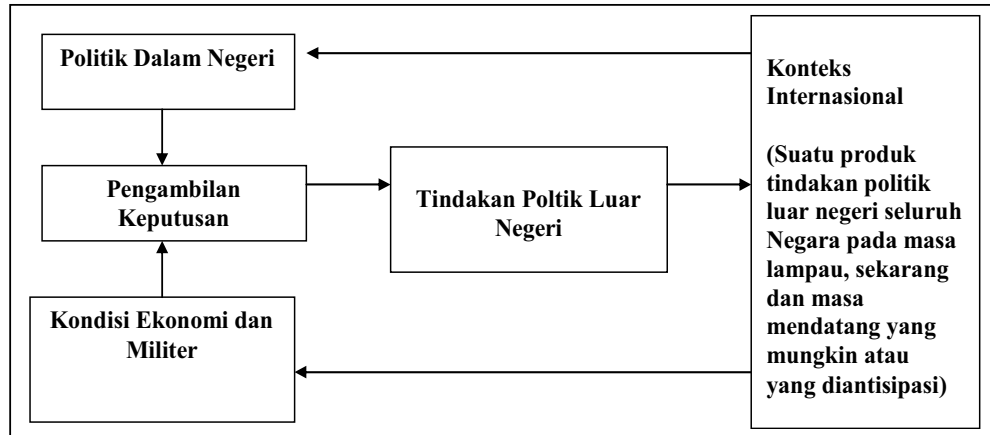 Politik Dalam Negeri
Pengambilan
Keputusan
Kondisi Ekonomi dan
Militer
Tindakan Poltik Luar
Negeri
Konteks
Internasional
(Suatu produk
tindakan politik
luar negeri seluruh
Negara pada masa
lampau, sekarang
dan masa
mendatang yang
mungkin atau
yang diantisipasi)